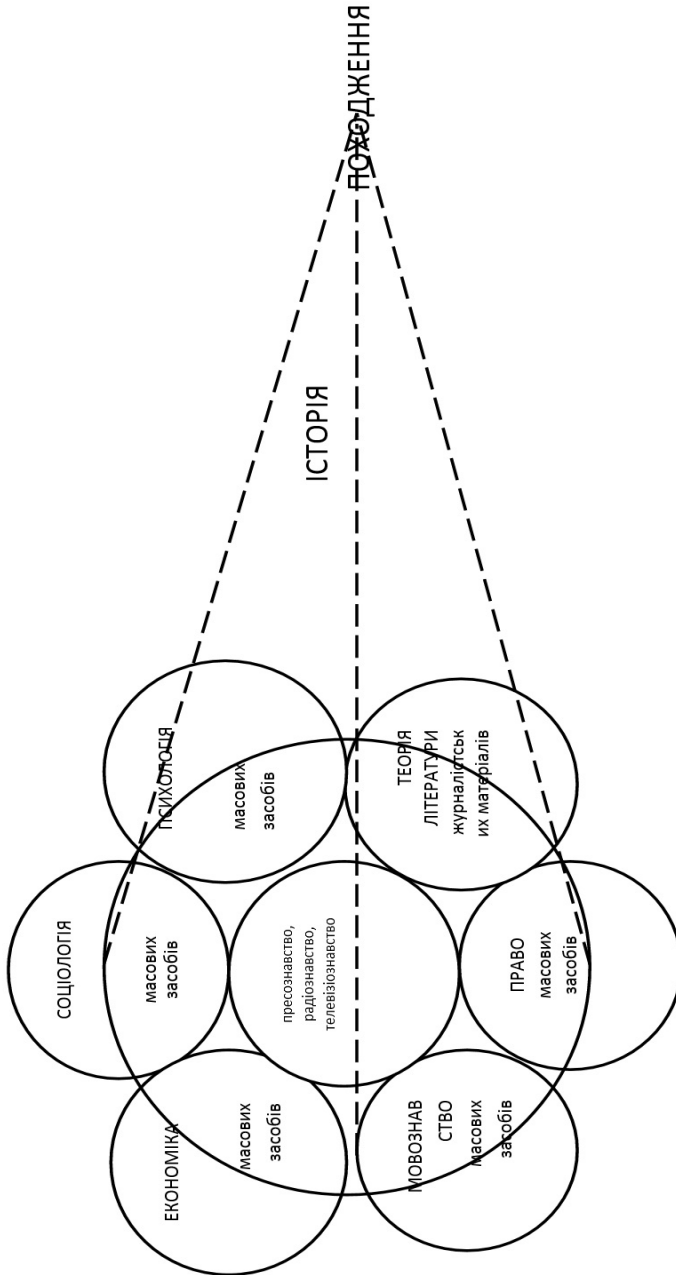 СОЦІОЛОГІЯ
масових
засобів
ЕКОНОМІКА
масових
засобів
ПСИХОЛОГІЯ
масових
засобів
пресознавство,
радіознавство,
телевізіознавство
ІСТОРІЯ
ПОХОДЖЕННЯ
МОВОЗНАВ
СТВО
масових
засобів
ТЕОРІЯ
ЛІТЕРАТУРИ
журналістськ
их матеріалів
ПРАВО
масових
засобів